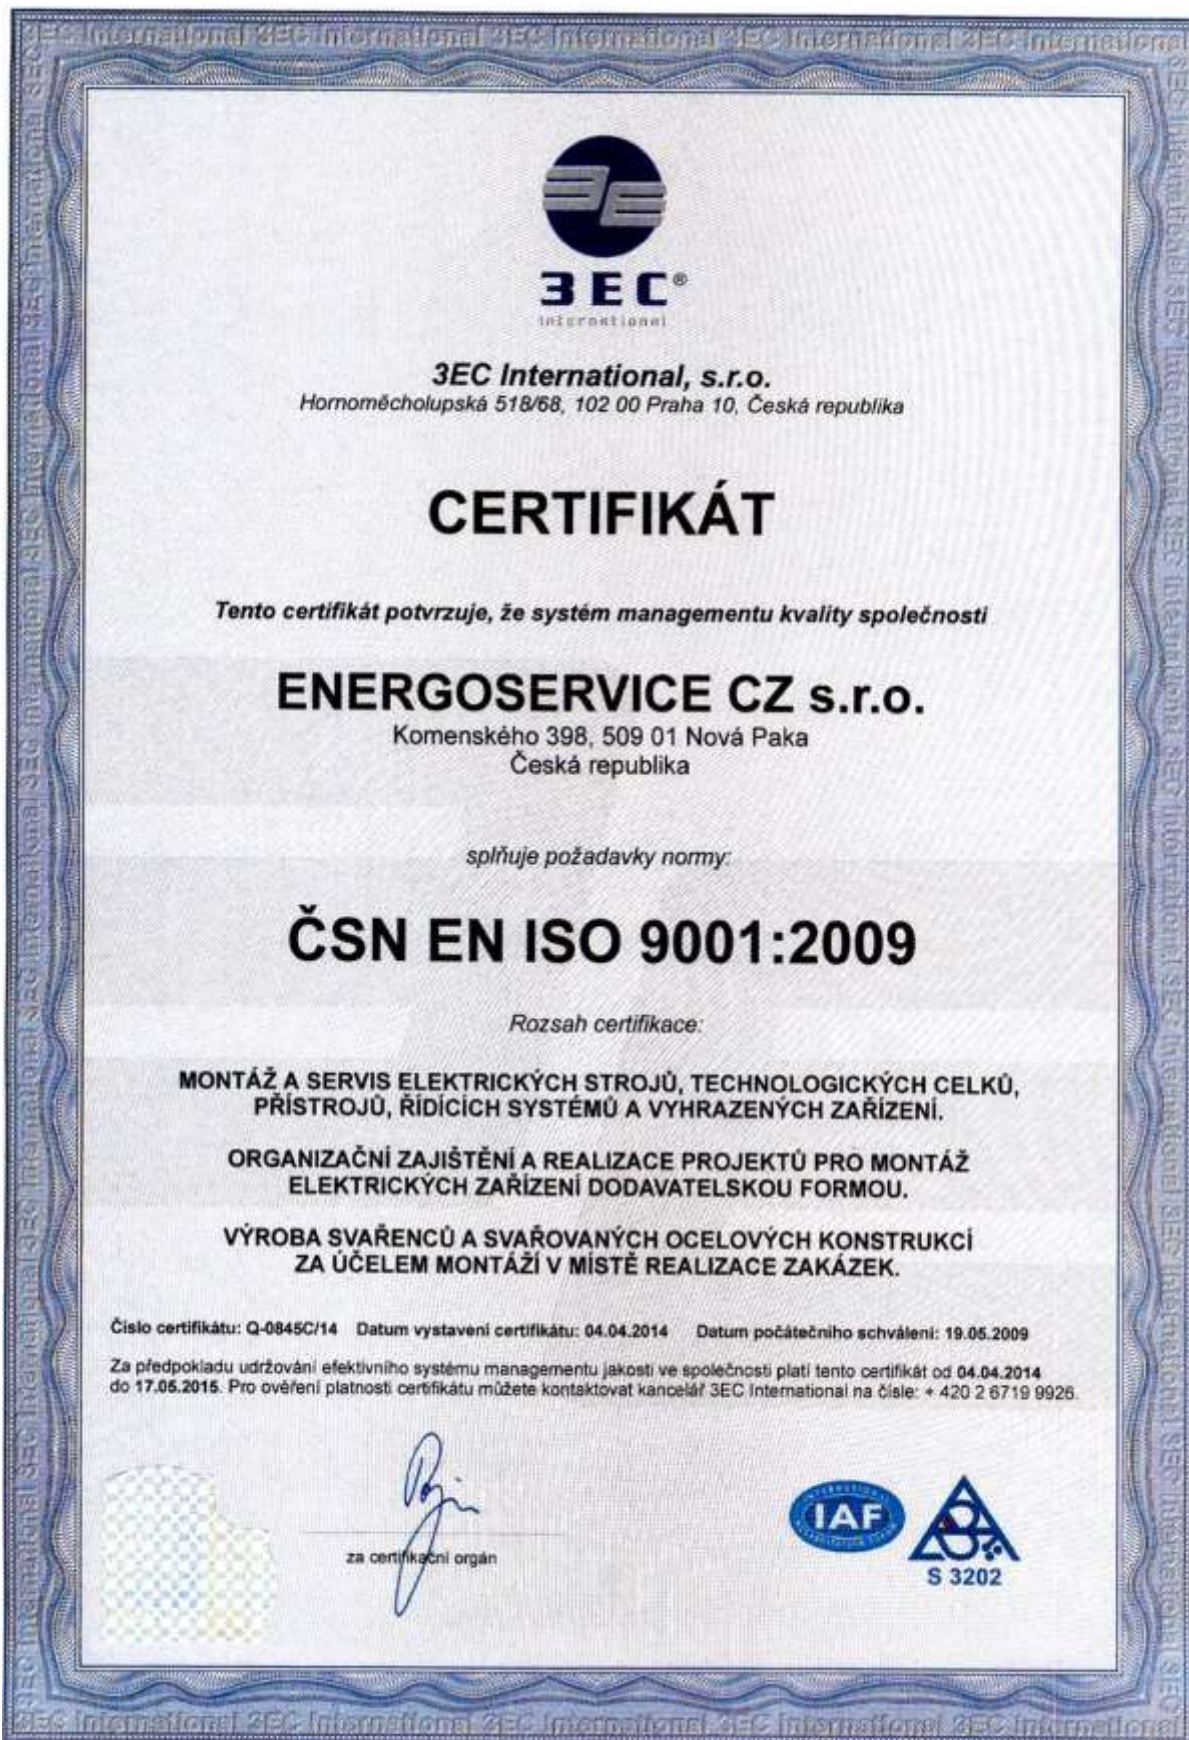 3EC®
International
3EC International, s.r.o.
Hornoměcholupská 518/68, 102 00 Praha 10, Česká republika
CERTIFIKÁT
Tento certifikát potvrzuje, že systém managementu kvality společnosti
ENERGOSERVICE CZ s.r.o.
Komenského 398, 509 01 Nová Paka
Česká republika
splňuje požadavky normy:
ČSN EN ISO 9001:2009
Rozsah certifikace:
MONTÁŽ A SERVIS ELEKTRICKÝCH STROJŮ, TECHNOLOGICKÝCH CELKŮ,
PŘÍSTROJŮ, ŘÍDÍCÍCH SYSTÉMŮ A VYHRAZENÝCH ZAŘÍZENÍ.
ORGANIZAČNÍ ZAJIŠTĚNÍ A REALIZACE PROJEKTŮ PRO MONTÁŽ
ELEKTRICKÝCH ZAŘÍZENÍ DODAVATELSKOU FORMOU.
VÝROBA SVAŘENCŮ A SVAŘOVANÝCH OCELOVÝCH KONSTRUKCÍ
ZA ÚČELEM MONTÁŽÍ V MÍSTĚ REALIZACE ZAKÁZEK.
Číslo certifikátu: Q-0845C/14 Datum vystavení certifikátu: 04.04.2014 Datum počátečního schválení: 19.05.2009
Za předpokladu udržování efektivního systému managementu jakosti ve společnosti platí tento certifikát od 04.04.2014
do 17.05.2015. Pro ověření platnosti certifikátu můžete kontaktovat kancelář 3EC International na čísle: + 420 2 6719 9926.
za certifikační orgán
IAF
S 3202